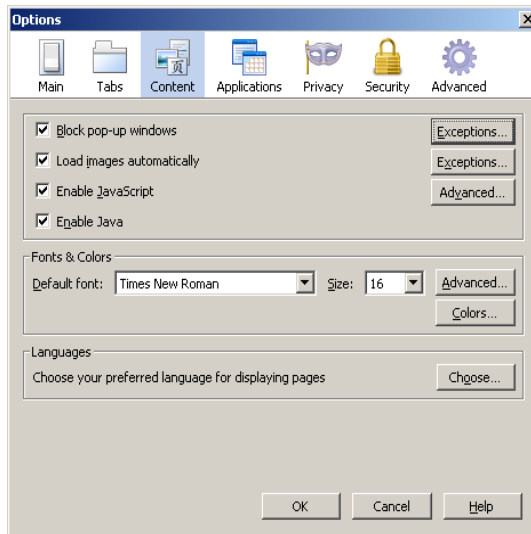 Options
Main Tabs Content Applications Privacy Security Advanced
Block pop-up windows Exceptions...
Load images automatically Exceptions...
Enable JavaScript Advanced...
Enable Java
Fonts & Colors
Default font: Times New Roman Size: 16 Advanced...
Colors...
Languages
Choose your preferred language for displaying pages Choose...
OK Cancel Help